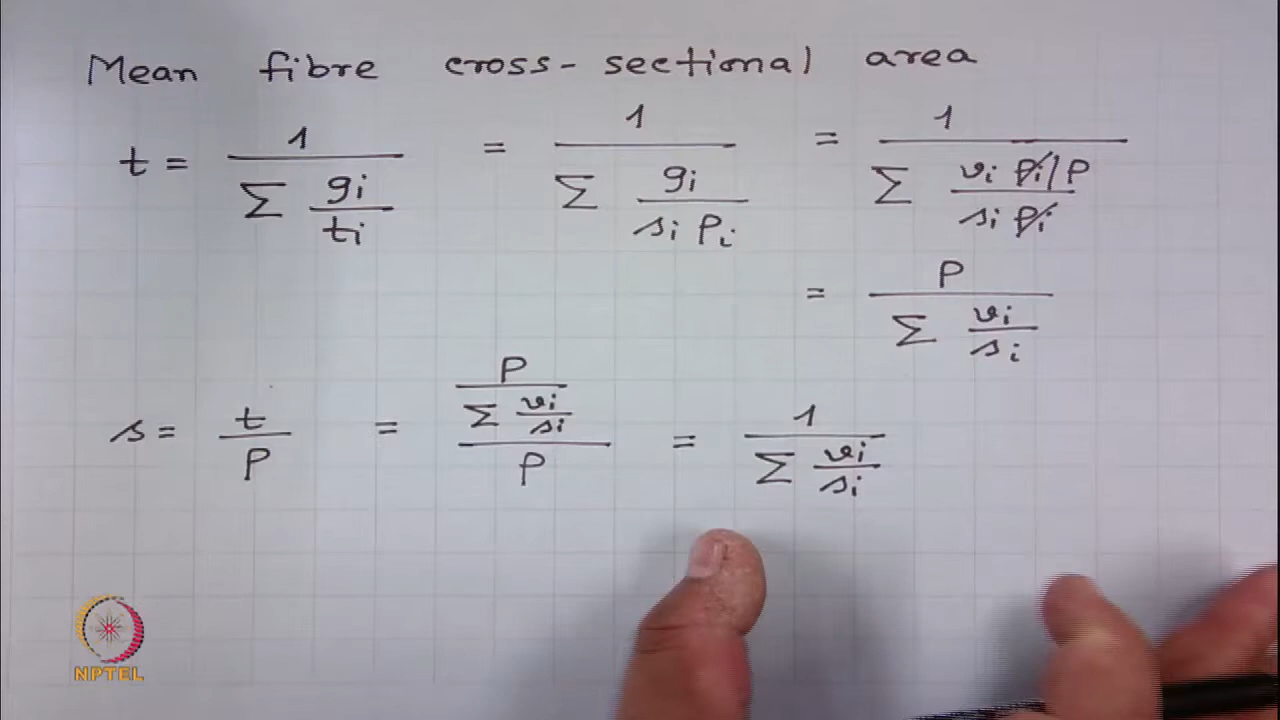 Mean fibre cross-sectional area
t = 1 / (Σ gi/ti) = 1 / (Σ gi/(si ρi)) = 1 / (Σ (vi ρi/ρ)/(si ρi))
= ρ / (Σ vi/si)
s = t/ρ = (ρ / (Σ vi/si)) / ρ = 1 / (Σ vi/si)
NPTEL